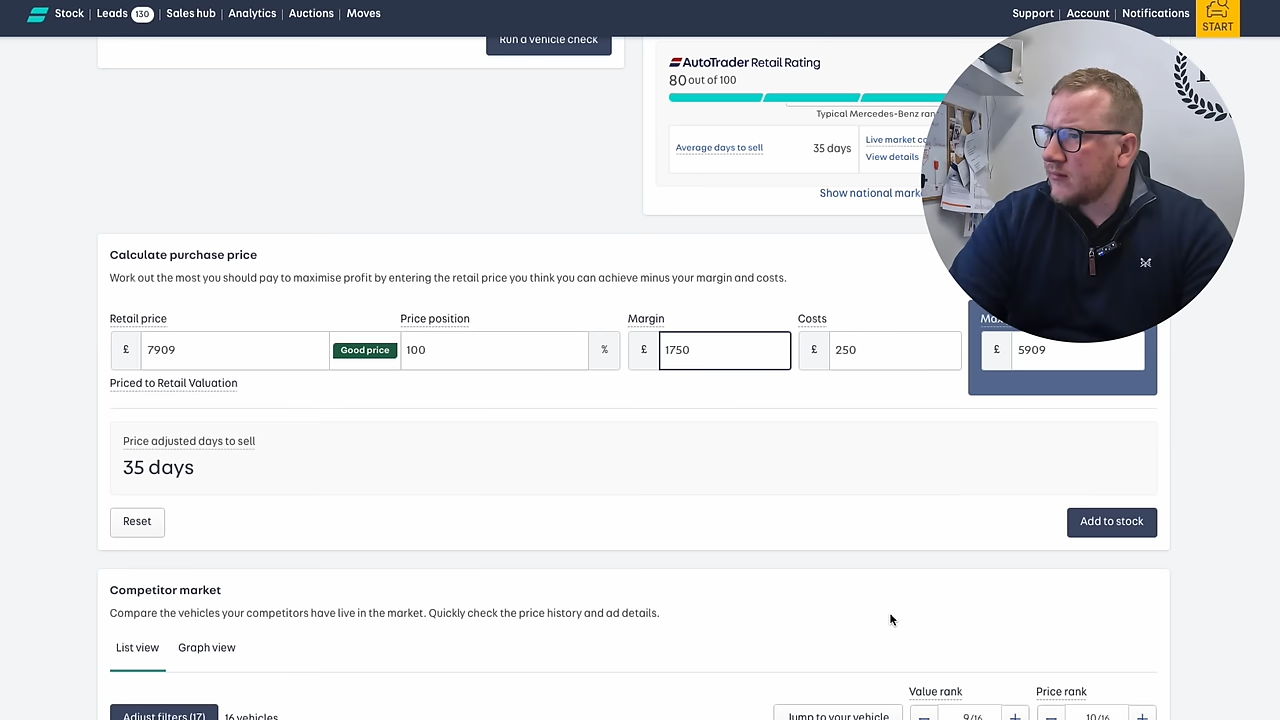 Stock Leads 130 Sales hub Analytics Auctions Moves Support Account Notifications START
Run a vehicle check
AutoTrader Retail Rating
80 out of 100
Typical Mercedes-Benz
Average days to sell 35 days Live market
View details
Show national
Calculate purchase price
Work out the most you should pay to maximise profit by entering the retail price you think you can achieve minus your margin and costs.
Retail price Price position Margin Costs
£ 7909 Good price 100 % £ 1750 £ 250 £ 5909
Priced to Retail Valuation
Price adjusted days to sell
35 days
Reset Add to stock
Competitor market
Compare the vehicles your competitors have live in the market. Quickly check the price history and ad details.
List view Graph view
Value rank Price rank
Adjust filters (17) 16 vehicles Jump to your vehicle 9/16 10/16